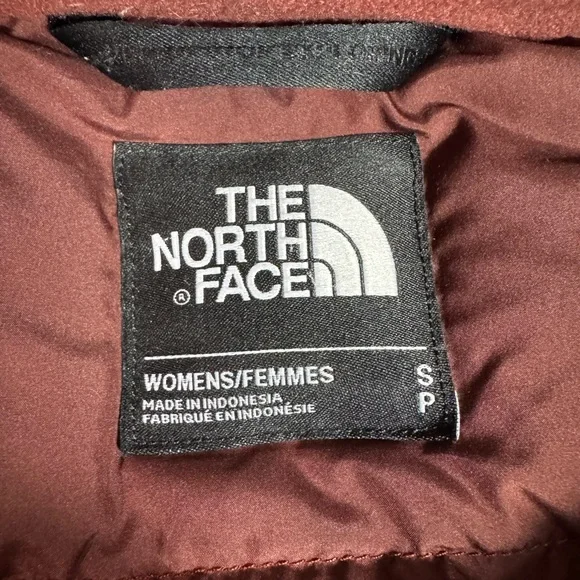 THE
NORTH
® FACE
WOMENS/FEMMES S
MADE IN INDONESIA P
FABRIQUÉ EN INDONÉSIE